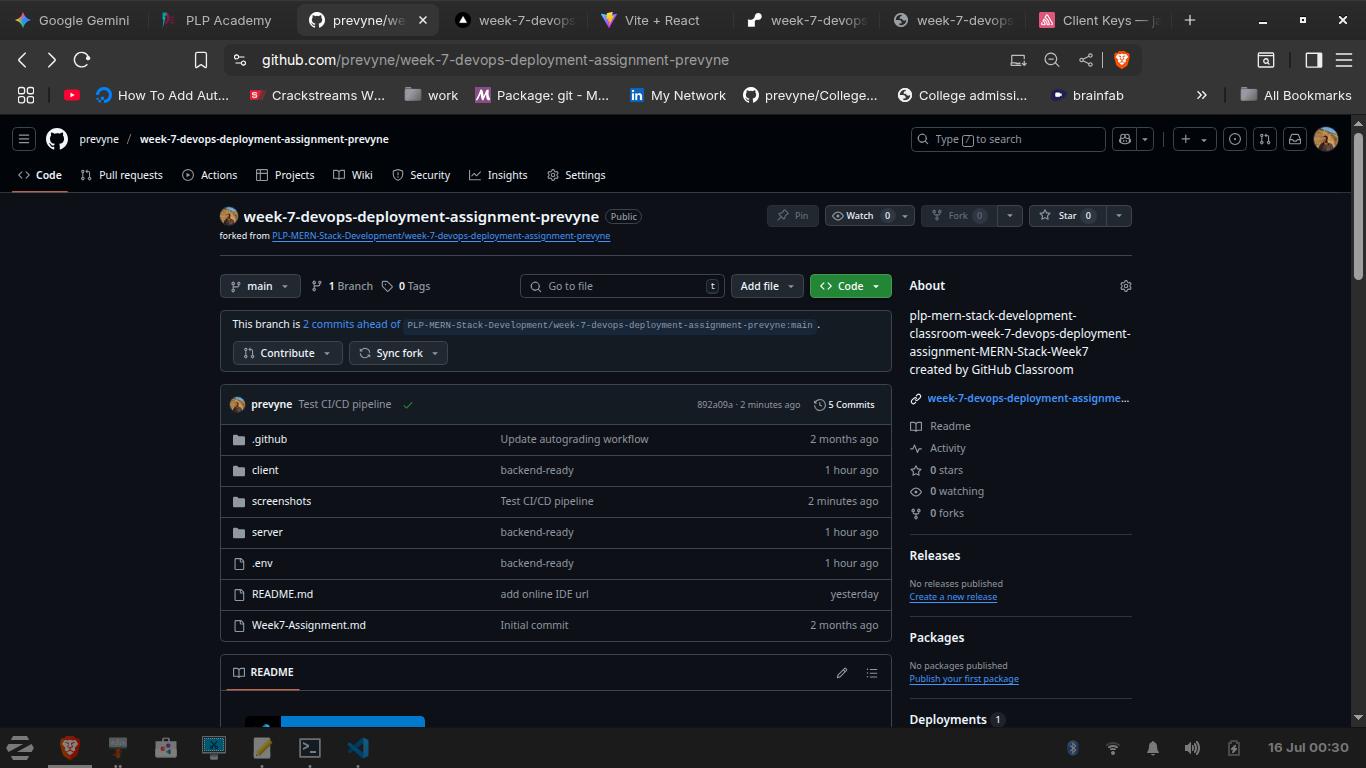 Google Gemini
PLP Academy
prevyne/we
week-7-devops
Vite + React
week-7-devops
week-7-devops
Client Keys — ja
github.com/prevyne/week-7-devops-deployment-assignment-prevyne
How To Add Aut...
Crackstreams W...
work
Package: git - M...
My Network
prevyne/College...
College admissi...
brainfab
All Bookmarks
prevyne / week-7-devops-deployment-assignment-prevyne
Type / to search
Code
Pull requests
Actions
Projects
Wiki
Security
Insights
Settings
week-7-devops-deployment-assignment-prevyne Public
Pin
Watch 0
Fork 0
Star 0
forked from PLP-MERN-Stack-Development/week-7-devops-deployment-assignment-prevyne
main
1 Branch
0 Tags
Go to file t
Add file
Code
This branch is 2 commits ahead of PLP-MERN-Stack-Development/week-7-devops-deployment-assignment-prevyne:main .
Contribute
Sync fork
prevyne Test CI/CD pipeline 892a09a · 2 minutes ago 5 Commits
.github Update autograding workflow 2 months ago
client backend-ready 1 hour ago
screenshots Test CI/CD pipeline 2 minutes ago
server backend-ready 1 hour ago
.env backend-ready 1 hour ago
README.md add online IDE url yesterday
Week7-Assignment.md Initial commit 2 months ago
README
About
plp-mern-stack-development-
classroom-week-7-devops-deployment-
assignment-MERN-Stack-Week7
created by GitHub Classroom
week-7-devops-deployment-assignme...
Readme
Activity
0 stars
0 watching
0 forks
Releases
No releases published
Create a new release
Packages
No packages published
Publish your first package
Deployments 1
16 Jul 00:30